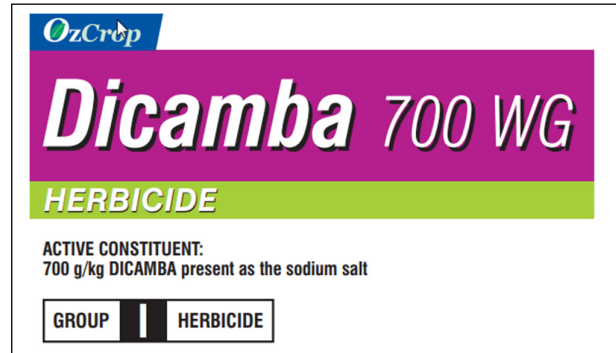 OzCrop
Dicamba 700 WG
HERBICIDE
ACTIVE CONSTITUENT:
700 g/kg DICAMBA present as the sodium salt
GROUP I HERBICIDE